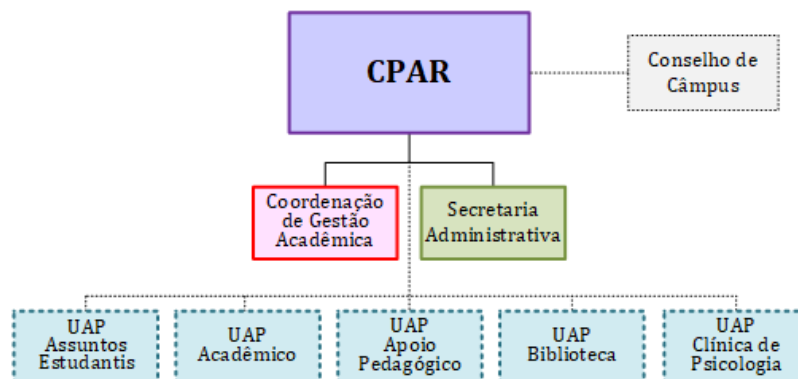 CPAR
Conselho de
Câmpus
Coordenação
de Gestão
Acadêmica
Secretaria
Administrativa
UAP
Assuntos
Estudantis
UAP
Acadêmico
UAP
Apoio
Pedagógico
UAP
Biblioteca
UAP
Clínica de
Psicologia